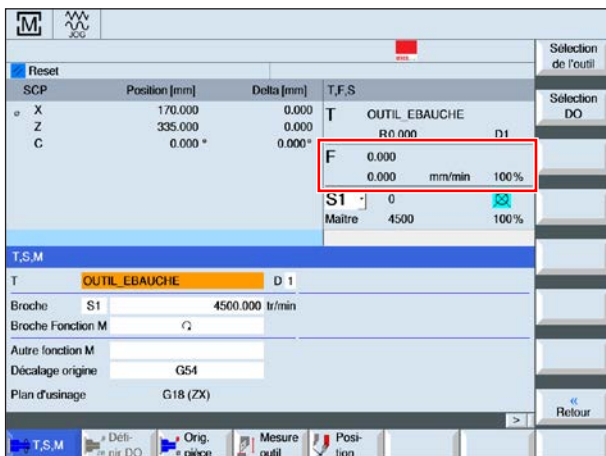 M JOG
Sélection de l'outil
Reset
SCP Position [mm] Delta [mm] T,F,S
X 170.000 0.000 T OUTIL_EBAUCHE
Sélection DO
Z 335.000 0.000 R0.000 D1
C 0.000 ° 0.000°
F 0.000
0.000 mm/min 100%
S1 0
Maître 4500 100%
T,S,M
T OUTIL_EBAUCHE D 1
Broche S1 4500.000 tr/min
Broche Fonction M
Autre fonction M
Décalage origine G54
Plan d'usinage G18 (ZX)
>
«
Retour
T,S,M
Défi-
nir DO
Orig.
pièce
Mesure
outil
Posi-
tion